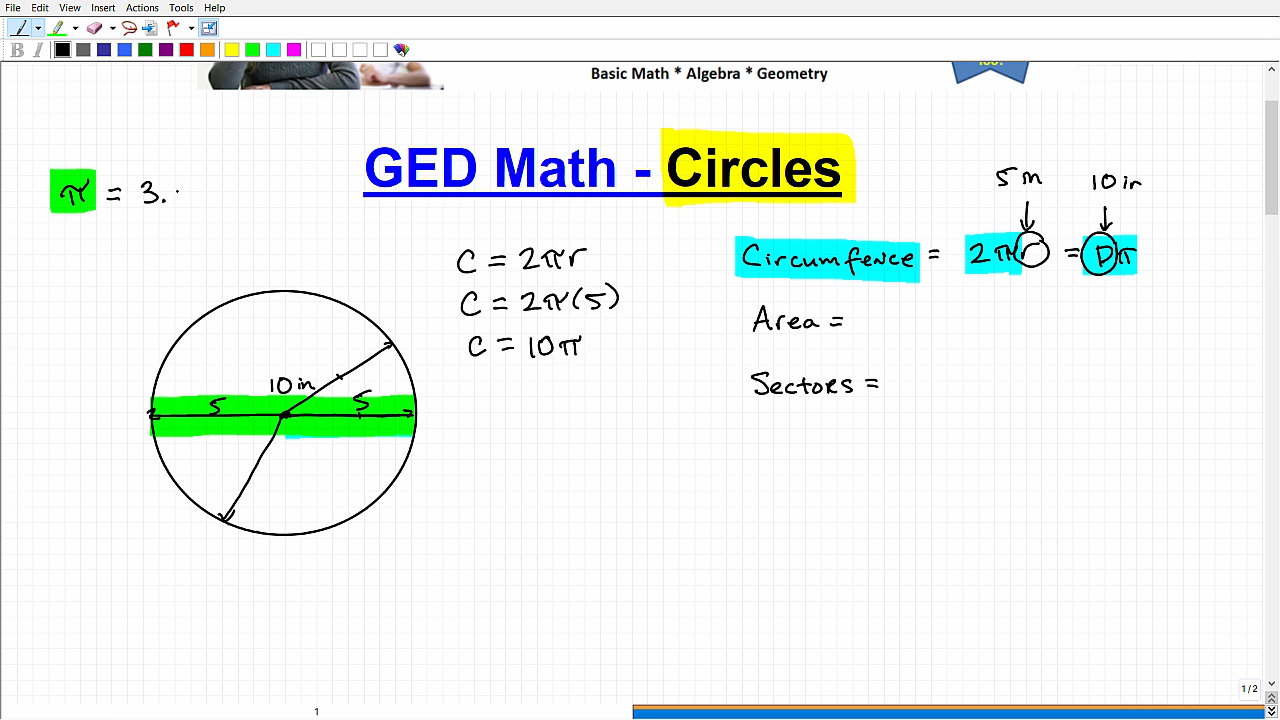 File Edit View Insert Actions Tools Help
B I
Basic Math * Algebra * Geometry
GED Math - Circles
π = 3.
5 in 10 in
C = 2πr
C = 2π(5)
C = 10π
Circumfence = 2πr = Dπ
Area =
Sectors =
10 in
5 5
1/2
1